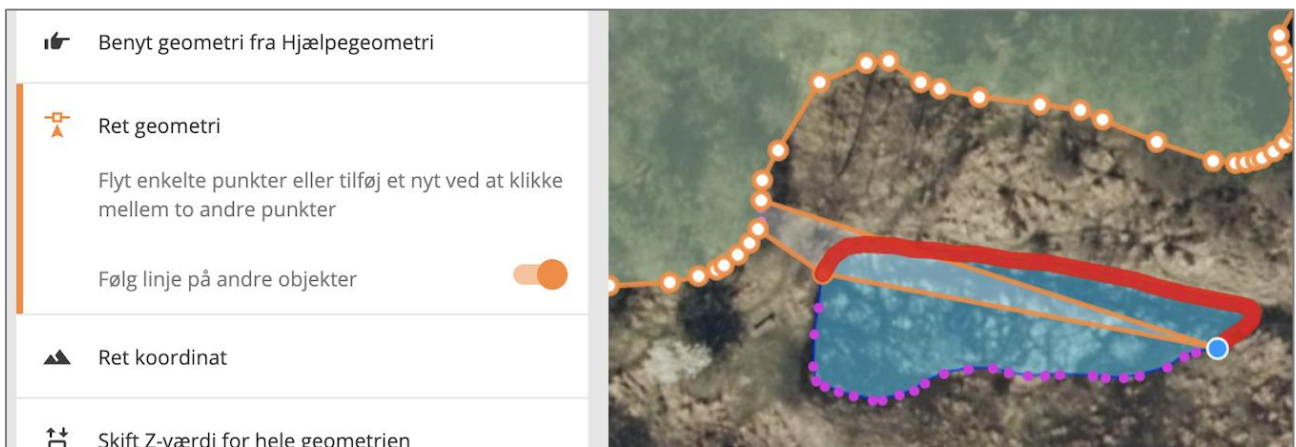 Benyt geometri fra Hjælpegeometri
Ret geometri
Flyt enkelte punkter eller tilføj et nyt ved at klikke
mellem to andre punkter
Følg linje på andre objekter
Ret koordinat
Skift Z-værdi for hele geometrien